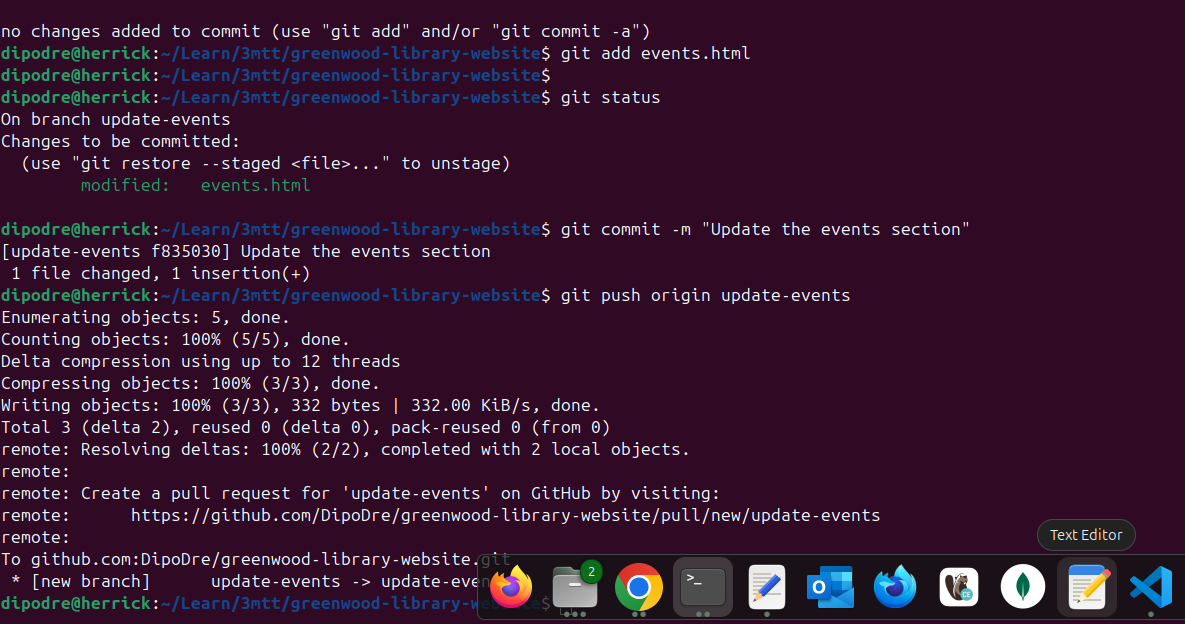 no changes added to commit (use "git add" and/or "git commit -a")
dipodre@herrick:~/Learn/3mtt/greenwood-library-website$ git add events.html
dipodre@herrick:~/Learn/3mtt/greenwood-library-website$
dipodre@herrick:~/Learn/3mtt/greenwood-library-website$ git status
On branch update-events
Changes to be committed:
  (use "git restore --staged <file>..." to unstage)
        modified:   events.html
dipodre@herrick:~/Learn/3mtt/greenwood-library-website$ git commit -m "Update the events section"
[update-events f835030] Update the events section
 1 file changed, 1 insertion(+)
dipodre@herrick:~/Learn/3mtt/greenwood-library-website$ git push origin update-events
Enumerating objects: 5, done.
Counting objects: 100% (5/5), done.
Delta compression using up to 12 threads
Compressing objects: 100% (3/3), done.
Writing objects: 100% (3/3), 332 bytes | 332.00 KiB/s, done.
Total 3 (delta 2), reused 0 (delta 0), pack-reused 0 (from 0)
remote: Resolving deltas: 100% (2/2), completed with 2 local objects.
remote:
remote: Create a pull request for 'update-events' on GitHub by visiting:
remote:      https://github.com/DipoDre/greenwood-library-website/pull/new/update-events
remote:
Text Editor
To github.com:DipoDre/greenwood-library-website.git
 * [new branch]      update-events -> update-even
dipodre@herrick:~/Learn/3mtt/greenwood-library-website$
2
>_
O
CE